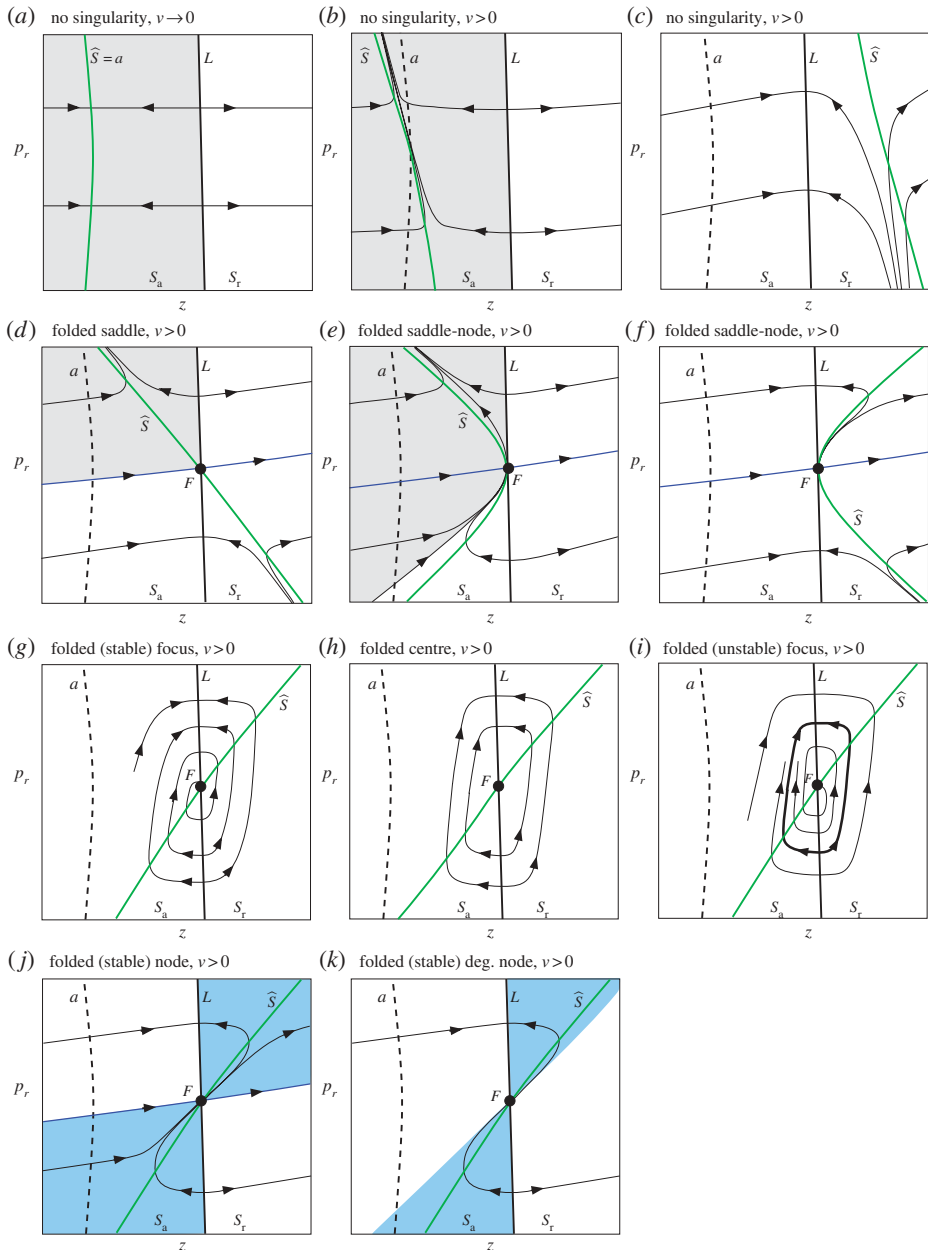 (a) no singularity, v→0
Ŝ = a
L
p_r
S_a
S_r
z
(b) no singularity, v>0
Ŝ
a
L
p_r
S_a
S_r
z
(c) no singularity, v>0
Ŝ
a
L
p_r
S_a
S_r
z
(d) folded saddle, v>0
a
L
Ŝ
p_r
F
S_a
S_r
z
(e) folded saddle-node, v>0
a
L
Ŝ
p_r
F
S_a
S_r
z
(f) folded saddle-node, v>0
a
L
p_r
F
Ŝ
S_a
S_r
z
(g) folded (stable) focus, v>0
a
L
Ŝ
p_r
F
S_a
S_r
z
(h) folded centre, v>0
a
L
Ŝ
p_r
F
S_a
S_r
z
(i) folded (unstable) focus, v>0
a
L
Ŝ
p_r
F
S_a
S_r
z
(j) folded (stable) node, v>0
a
L
Ŝ
p_r
F
S_a
S_r
z
(k) folded (stable) deg. node, v>0
a
L
Ŝ
p_r
F
S_a
S_r
z